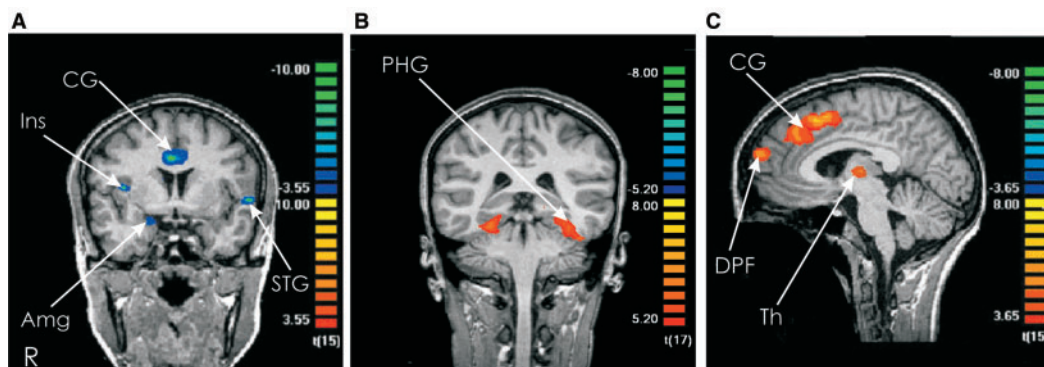 A
CG
Ins
Amg
STG
R
-10.00
-3.55
10.00
3.55
t(15)
B
PHG
-8.00
-5.20
8.00
5.20
t(17)
C
CG
DPF
Th
-8.00
-3.65
8.00
3.65
t(15)